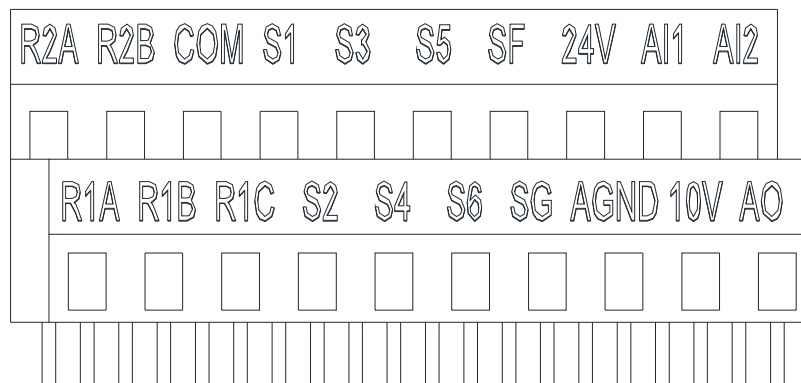 R2A R2B COM S1 S3 S5 SF 24V AI1 AI2
R1A R1B R1C S2 S4 S6 SG AGND 10V AO